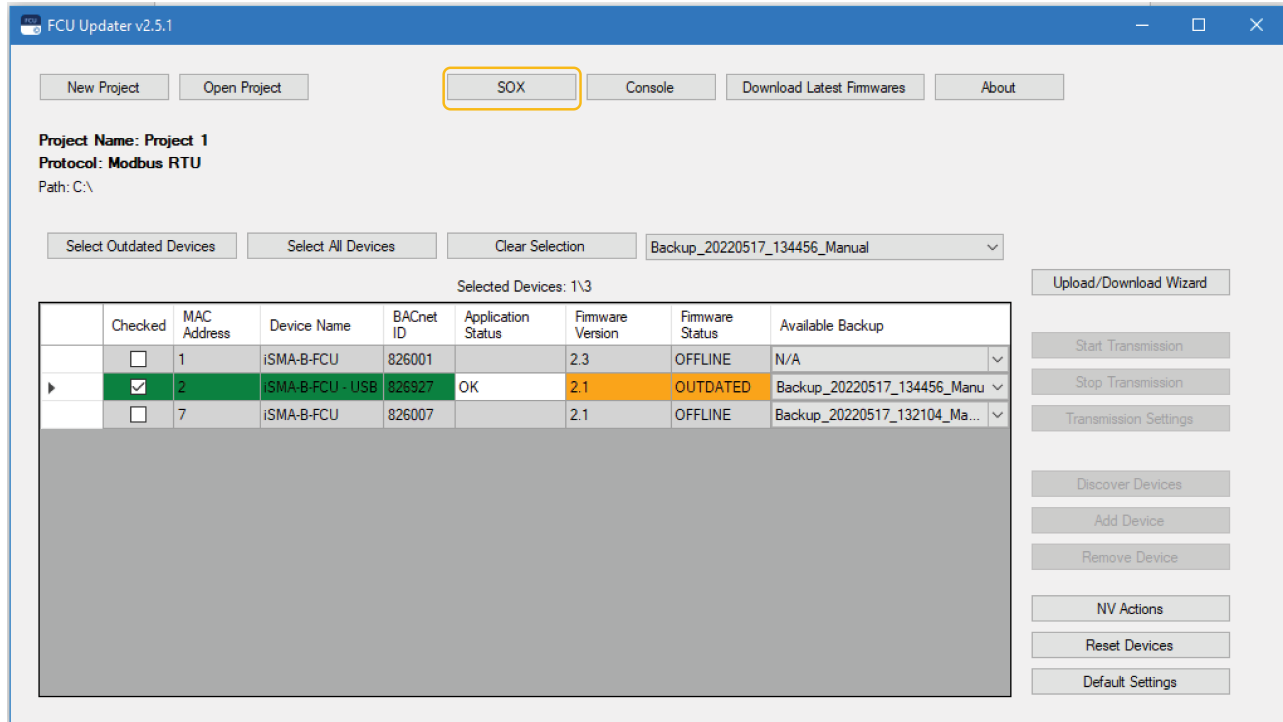 FCU Updater v2.5.1
New Project Open Project SOX Console Download Latest Firmwares About
Project Name: Project 1
Protocol: Modbus RTU
Path: C:\
Select Outdated Devices Select All Devices Clear Selection Backup_20220517_134456_Manual
Selected Devices: 1\3
Checked MAC Address Device Name BACnet ID Application Status Firmware Version Firmware Status Available Backup
1 iSMA-B-FCU 826001 2.3 OFFLINE N/A
2 iSMA-B-FCU - USB 826927 OK 2.1 OUTDATED Backup_20220517_134456_Manu
7 iSMA-B-FCU 826007 2.1 OFFLINE Backup_20220517_132104_Ma...
Upload/Download Wizard
Start Transmission
Stop Transmission
Transmission Settings
Discover Devices
Add Device
Remove Device
NV Actions
Reset Devices
Default Settings